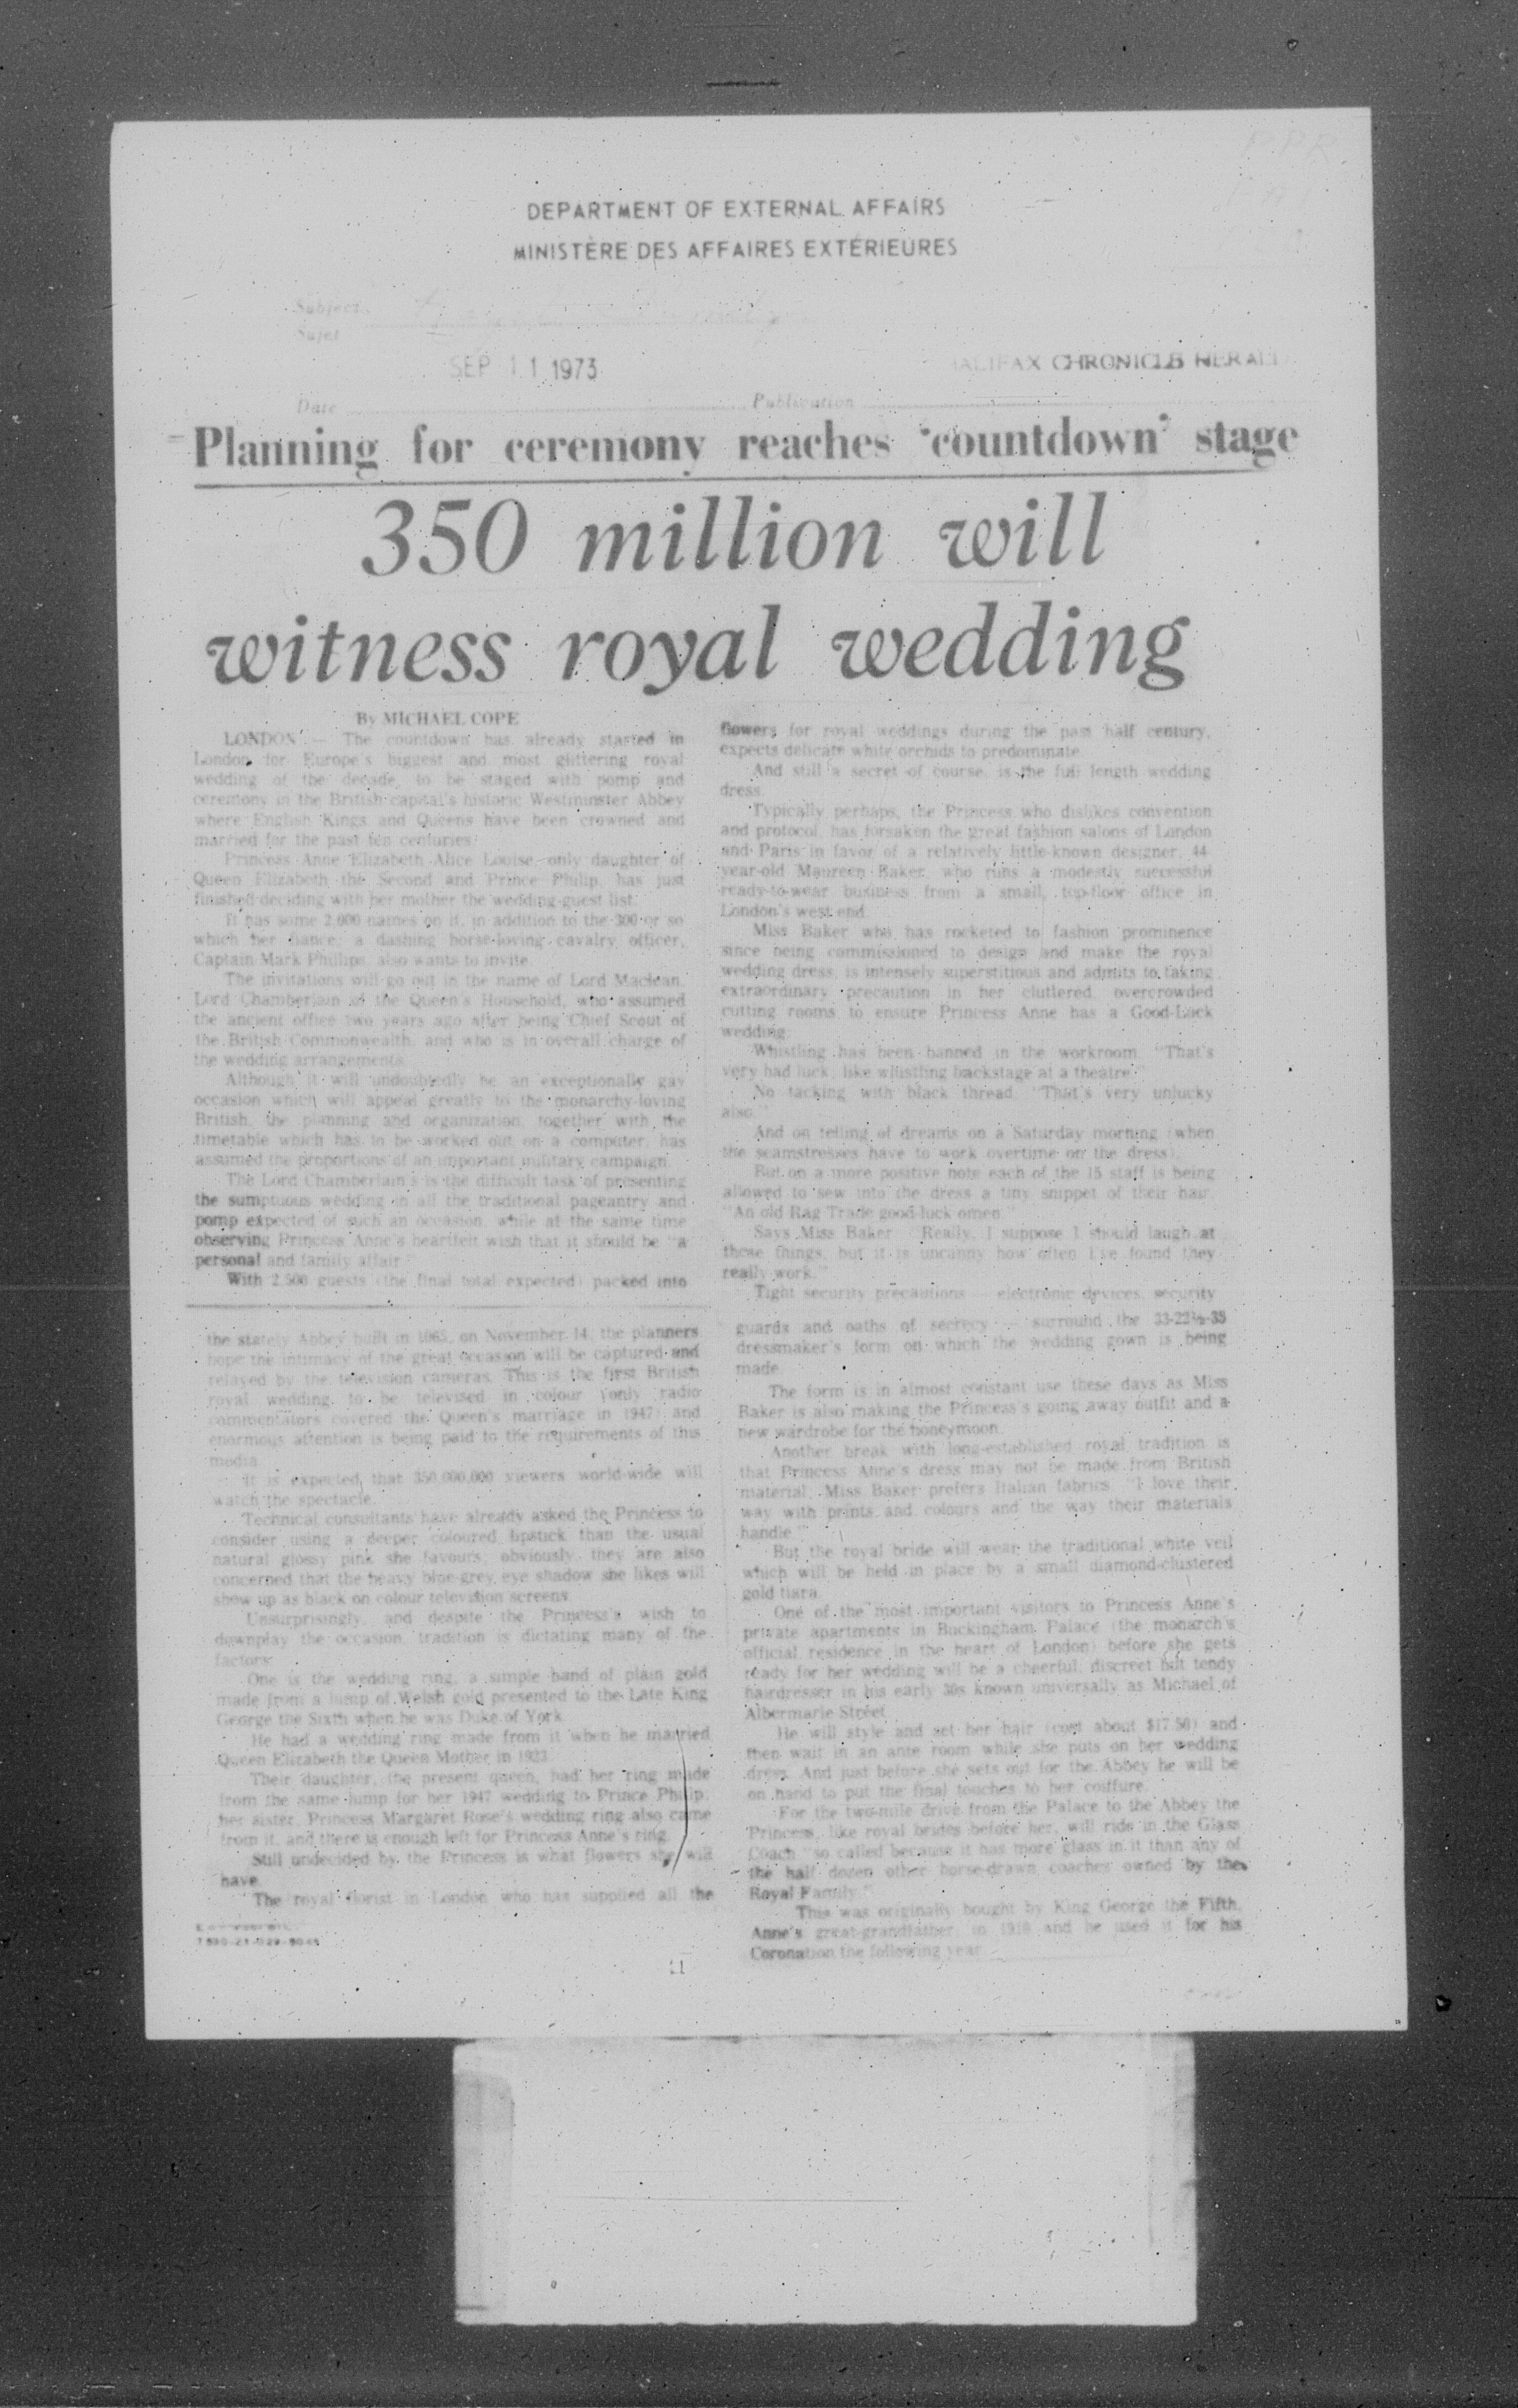 DEPARTMENT OF EXTERNAL AFFAIRS
MINISTÈRE DES AFFAIRES EXTÉRIEURES
Subject
Sujet
SEP 11 1973
HALIFAX CHRONICLE HERALD
Date
Publication
Planning for ceremony reaches 'countdown' stage
350 million will
witness royal wedding
By MICHAEL COPE
LONDON — The countdown has already started in
London for Europe's biggest and most glittering royal
wedding of the decade, to be staged with pomp and
ceremony in the British capital's historic Westminster Abbey
where English Kings and Queens have been crowned and
married for the past ten centuries.
Princess Anne Elizabeth Alice Louise, only daughter of
Queen Elizabeth the Second and Prince Philip, has just
finished deciding with her mother the wedding-guest list.
It has some 2,000 names on it, in addition to the 300 or so
which her fiance, a dashing horse-loving cavalry officer,
Captain Mark Phillips, also wants to invite.
The invitations will go out in the name of Lord Maclean,
Lord Chamberlain of the Queen's Household, who assumed
the ancient office two years ago after being Chief Scout of
the British Commonwealth, and who is in overall charge of
the wedding arrangements.
Although it will undoubtedly be an exceptionally gay
occasion which will appeal greatly to the monarchy-loving
British, the planning and organization, together with the
timetable which has to be worked out on a computer, has
assumed the proportions of an important military campaign.
The Lord Chamberlain's is the difficult task of presenting
the sumptuous wedding in all the traditional pageantry and
pomp expected of such an occasion, while at the same time
observing Princess Anne's heartfelt wish that it should be "a
personal and family affair."
With 2,500 guests (the final total expected) packed into
the stately Abbey built in 1065, on November 14, the planners
hope the intimacy of the great occasion will be captured and
relayed by the television cameras. This is the first British
royal wedding to be televised in colour (only radio
commentators covered the Queen's marriage in 1947) and
enormous attention is being paid to the requirements of this
media.
It is expected that 350,000,000 viewers world-wide will
watch the spectacle.
Technical consultants have already asked the Princess to
consider using a deeper coloured lipstick than the usual
natural glossy pink she favours; obviously they are also
concerned that the heavy blue-grey eye shadow she likes will
show up as black on colour television screens.
Unsurprisingly, and despite the Princess's wish to
downplay the occasion, tradition is dictating many of the
factors.
One is the wedding ring, a simple band of plain gold
made from a lump of Welsh gold presented to the Late King
George the Sixth when he was Duke of York.
He had a wedding ring made from it when he married
Queen Elizabeth the Queen Mother in 1923.
Their daughter, the present queen, had her ring made
from the same lump for her 1947 wedding to Prince Philip;
her sister, Princess Margaret Rose's wedding ring also came
from it, and there is enough left for Princess Anne's ring.
Still undecided by the Princess is what flowers she will
have.
The royal florist in London who has supplied all the
flowers for royal weddings during the past half century,
expects delicate white orchids to predominate.
And still a secret of course, is the full length wedding
dress.
Typically perhaps, the Princess who dislikes convention
and protocol, has forsaken the great fashion salons of London
and Paris in favor of a relatively little-known designer, 44-
year-old Maureen Baker, who runs a modestly successful
ready-to-wear business from a small, top-floor office in
London's west end.
Miss Baker who has rocketed to fashion prominence
since being commissioned to design and make the royal
wedding dress, is intensely superstitious and admits to taking
extraordinary precaution in her cluttered, overcrowded
cutting rooms to ensure Princess Anne has a Good-Luck
wedding.
Whistling has been banned in the workroom. "That's
very bad luck, like whistling backstage at a theatre."
No tacking with black thread. "That's very unlucky
also."
And on telling of dreams on a Saturday morning (when
the seamstresses have to work overtime on the dress).
But on a more positive note each of the 15 staff is being
allowed to sew into the dress a tiny snippet of their hair.
"An old Rag Trade good-luck omen."
Says Miss Baker: "Really, I suppose I should laugh at
these things, but it is uncanny how often I've found they
really work."
Tight security precautions — electronic devices, security
guards and oaths of secrecy — surround the 33-22½-35
dressmaker's form on which the wedding gown is being
made.
The form is in almost constant use these days as Miss
Baker is also making the Princess's going away outfit and a
new wardrobe for the honeymoon.
Another break with long-established royal tradition is
that Princess Anne's dress may not be made from British
material. Miss Baker prefers Italian fabrics. "I love their
way with prints and colours and the way their materials
handle."
But the royal bride will wear the traditional white veil
which will be held in place by a small diamond-clustered
gold tiara.
One of the most important visitors to Princess Anne's
private apartments in Buckingham Palace (the monarch's
official residence in the heart of London) before she gets
ready for her wedding will be a cheerful, discreet but tendy
hairdresser in his early 30s known universally as Michael of
Albermarle Street.
He will style and set her hair (cost about $17.50) and
then wait in an ante room while she puts on her wedding
dress. And just before she sets out for the Abbey he will be
on hand to put the final touches to her coiffure.
For the two-mile drive from the Palace to the Abbey the
Princess, like royal brides before her, will ride in the Glass
Coach "so called because it has more glass in it than any of
the half dozen other horse-drawn coaches owned by the
Royal Family."
This was originally bought by King George the Fifth,
Anne's great-grandfather, in 1910 and he used it for his
Coronation the following year.
11